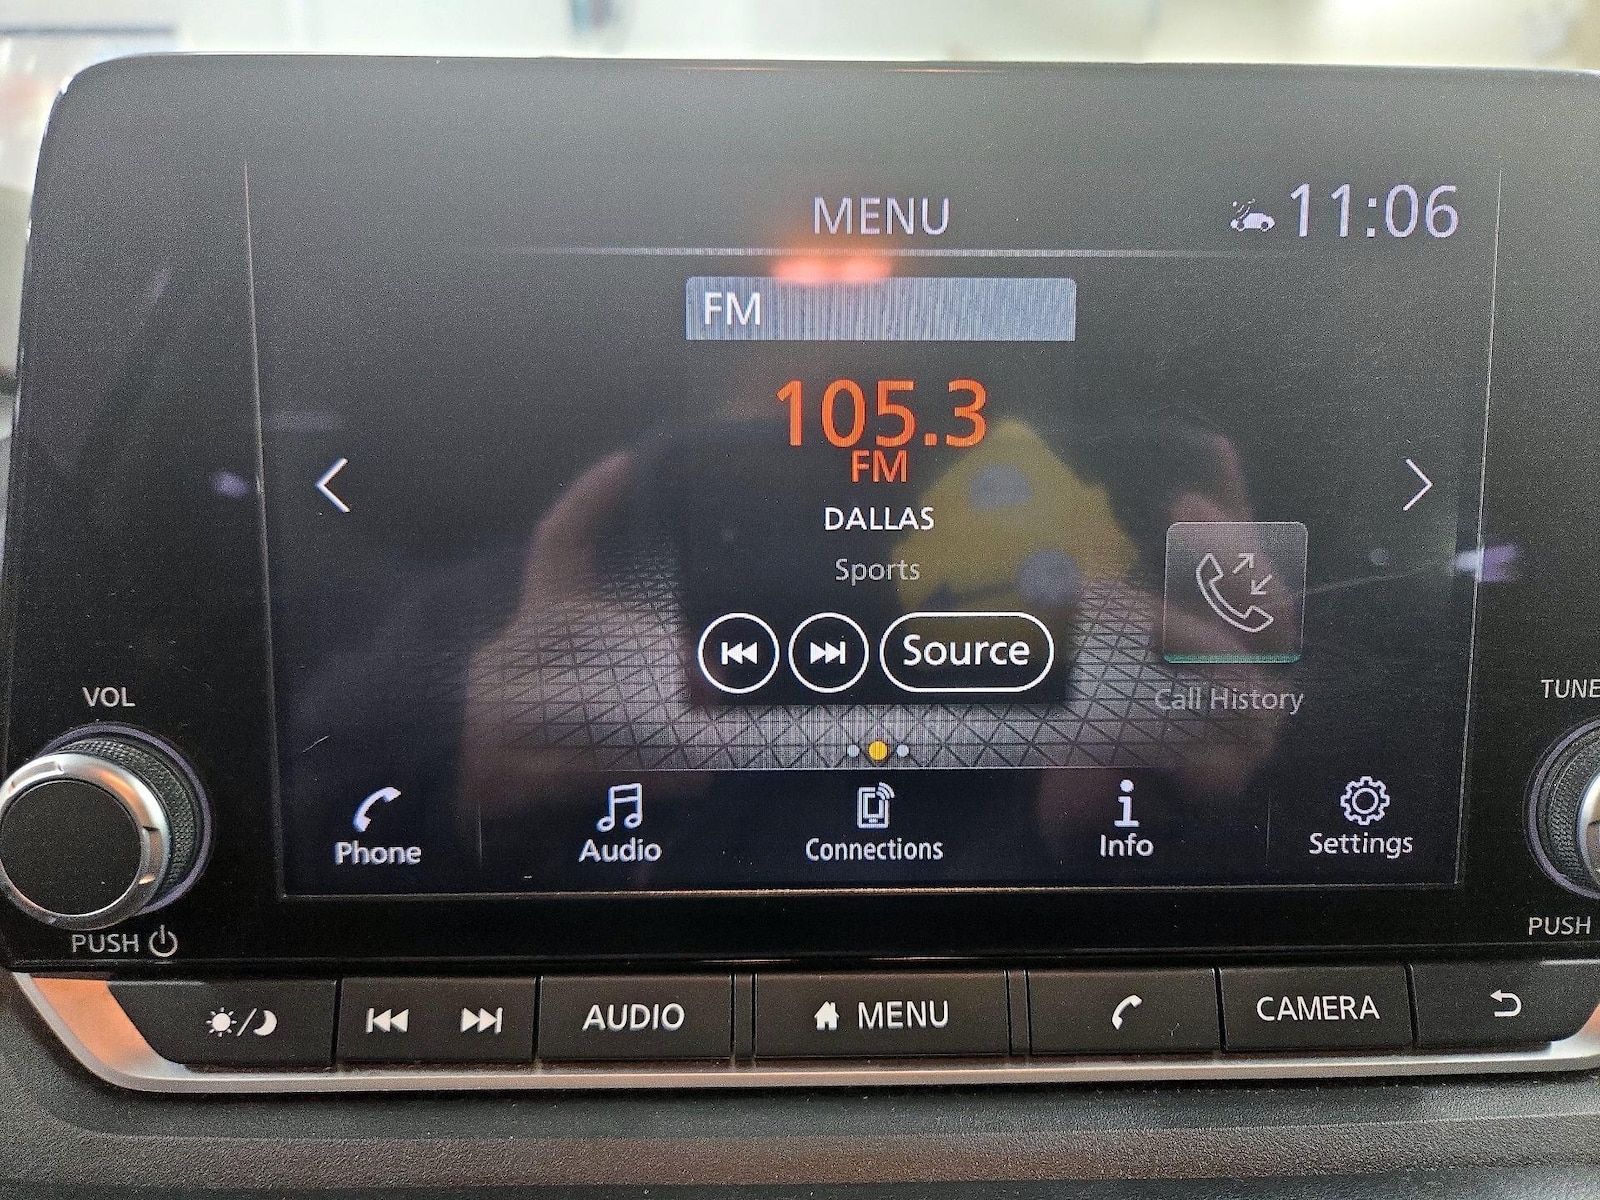 MENU
11:06
FM
105.3
FM
DALLAS
Sports
Source
Call History
VOL
TUNE
Phone
Audio
Connections
Info
Settings
PUSH
PUSH
AUDIO
MENU
CAMERA